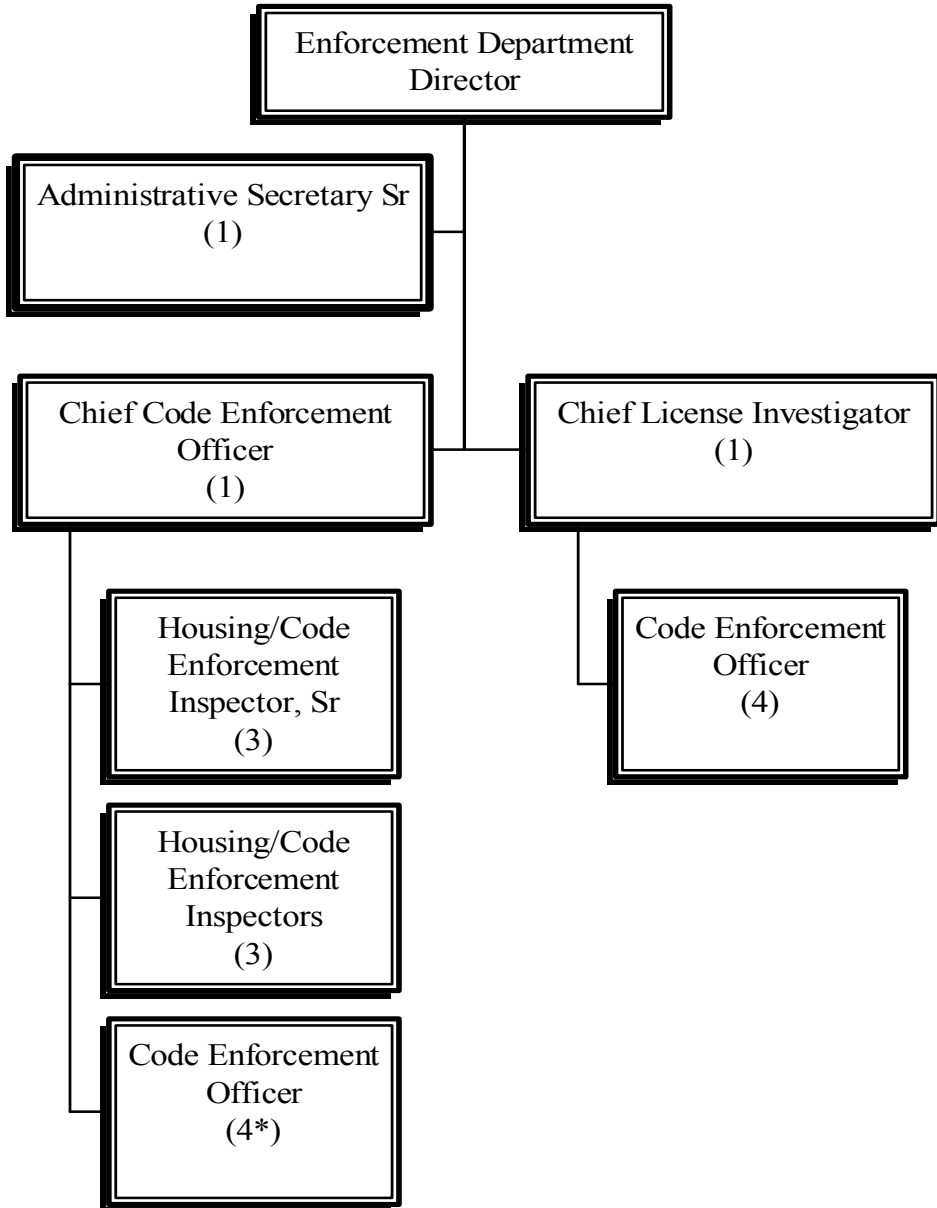 Enforcement Department
Director
Administrative Secretary Sr
(1)
Chief Code Enforcement
Officer
(1)
Chief License Investigator
(1)
Housing/Code
Enforcement
Inspector, Sr
(3)
Code Enforcement
Officer
(4)
Housing/Code
Enforcement
Inspectors
(3)
Code Enforcement
Officer
(4*)